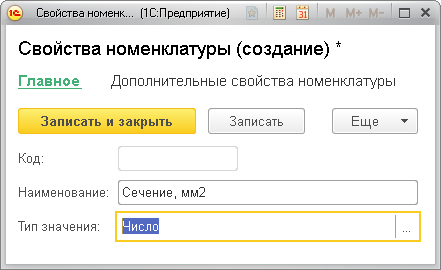 Свойства номенк... (1С:Предприятие)
31 M M+ M-
Свойства номенклатуры (создание) *
Главное Дополнительные свойства номенклатуры
Записать и закрыть Записать Еще
Код:
Наименование: Сечение, мм2
Тип значения: Число ...